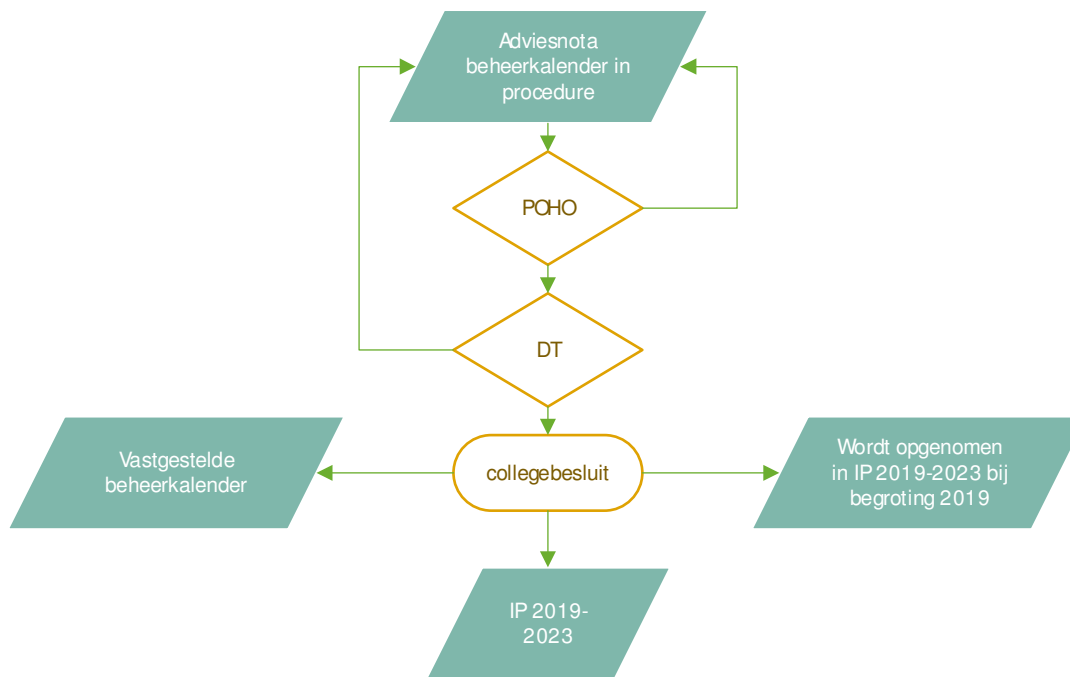 Adviesnota
beheerkalender in
procedure
POHO
DT
Vastgestelde
beheerkalender
collegebesluit
Wordt opgenomen
in IP 2019-2023 bij
begroting 2019
IP 2019-
2023